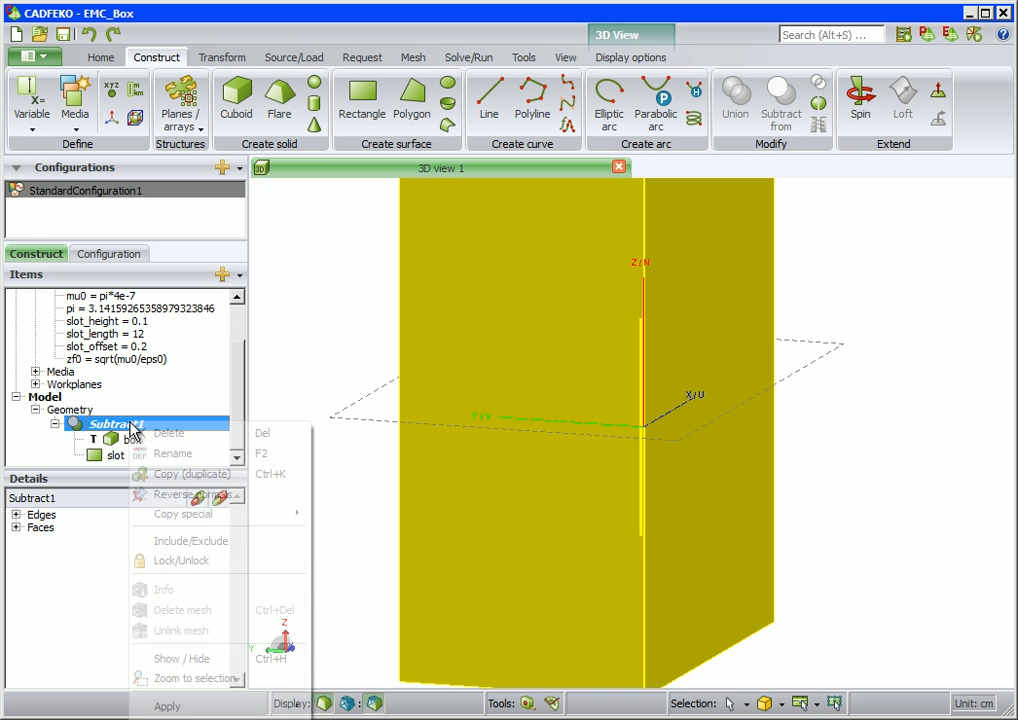 CADFEKO - EMC_Box
3D View
Search (Alt+S) ...
Home
Construct
Transform
Source/Load
Request
Mesh
Solve/Run
Tools
View
Display options
Variable
Media
Define
Planes / arrays
Structures
Cuboid
Flare
Create solid
Rectangle
Polygon
Create surface
Line
Polyline
Create curve
Elliptic arc
Parabolic arc
Create arc
Union
Subtract from
Modify
Spin
Loft
Extend
Configurations
3D view 1
StandardConfiguration1
Construct
Configuration
Items
mu0 = pi*4e-7
pi = 3.14159265358979323846
slot_height = 0.1
slot_length = 12
slot_offset = 0.2
zf0 = sqrt(mu0/eps0)
Media
Workplanes
Model
Geometry
Subtract1
T
slot
Details
Subtract1
Edges
Faces
Delete Del
Rename F2
Copy (duplicate) Ctrl+K
Reverse normals
Copy special
Include/Exclude
Lock/Unlock
Info
Delete mesh Ctrl+Del
Unlink mesh
Show / Hide Ctrl+H
Zoom to selection
Apply
Z/N
X/U
Y/V
Z
Y
Display:
Tools:
Selection:
Unit: cm